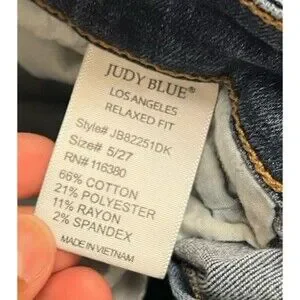 JUDY BLUE®
LOS ANGELES
RELAXED FIT
Style# JB82251DK
Size# 5/27
RN# 116380
66% COTTON
21% POLYESTER
11% RAYON
2% SPANDEX
MADE IN VIETNAM